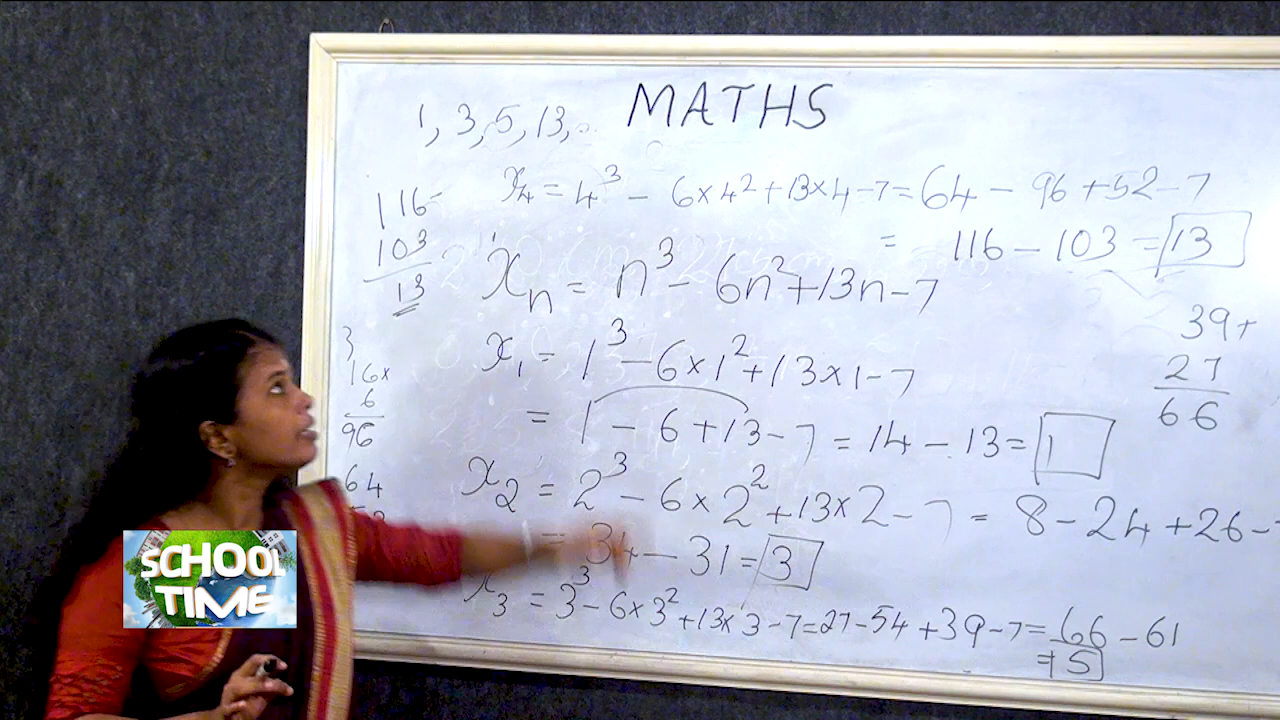 MATHS
1, 3, 5, 13,
x₄ = 4³ - 6×4² + 13×4 - 7 = 64 - 96 + 52 - 7
= 116 - 103 = 13
116
103
13
xₙ = n³ - 6n² + 13n - 7
x₁ = 1³ - 6×1² + 13×1 - 7
= 1 - 6 + 13 - 7 = 14 - 13 = 1
39+
27
66
16×
6
96
64
x₂ = 2³ - 6×2² + 13×2 - 7 = 8 - 24 + 26 -
= 34 - 31 = 3
x₃ = 3³ - 6×3² + 13×3 - 7 = 27 - 54 + 39 - 7 = 66 - 61
= 5
SCHOOL
TIME